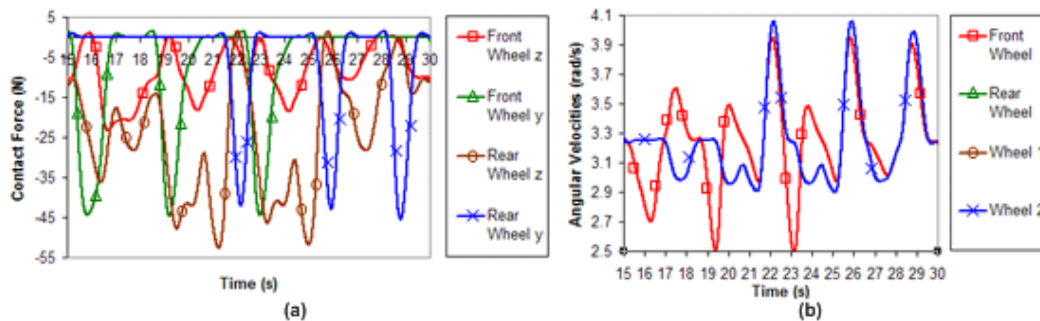 5
-5
-15
-25
-35
-45
-55
Contact Force (N)
15 16 17 18 19 20 21 22 23 24 25 26 27 28 29 30
Time (s)
(a)
Front
Wheel z
Front
Wheel y
Rear
Wheel z
Rear
Wheel y
4.1
3.9
3.7
3.5
3.3
3.1
2.9
2.7
2.5
Angular Velocities (rad/s)
15 16 17 18 19 20 21 22 23 24 25 26 27 28 29 30
Time (s)
(b)
Front
Wheel
Rear
Wheel
Wheel 1
Wheel 2